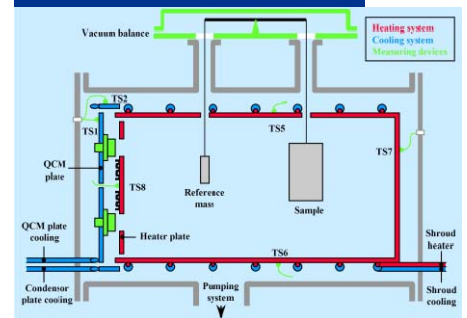 Heating system
Cooling system
Measuring devices
Vacuum balance
TS2
TS1
TS5
TS7
QCM
plate
TS8
Reference
mass
Sample
QCM plate
cooling
Heater plate
TS6
Shroud
heater
Condensor
plate cooling
Pumping
system
Shroud
cooling